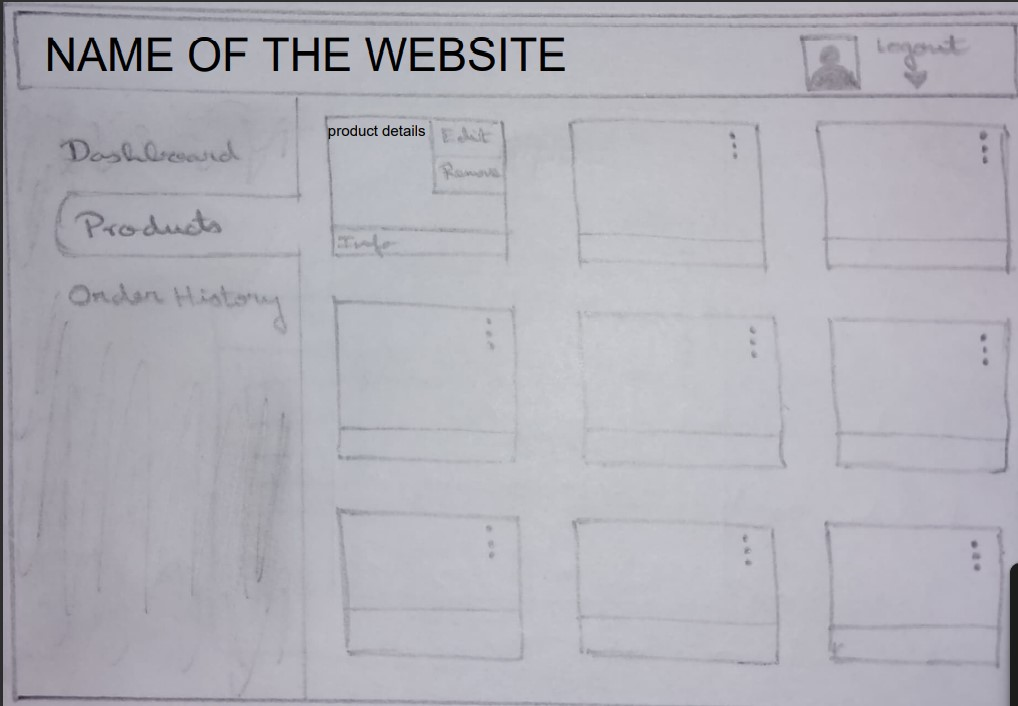 NAME OF THE WEBSITE
Logout
Dashboard
Products
Order History
product details
Edit
Remove
Info